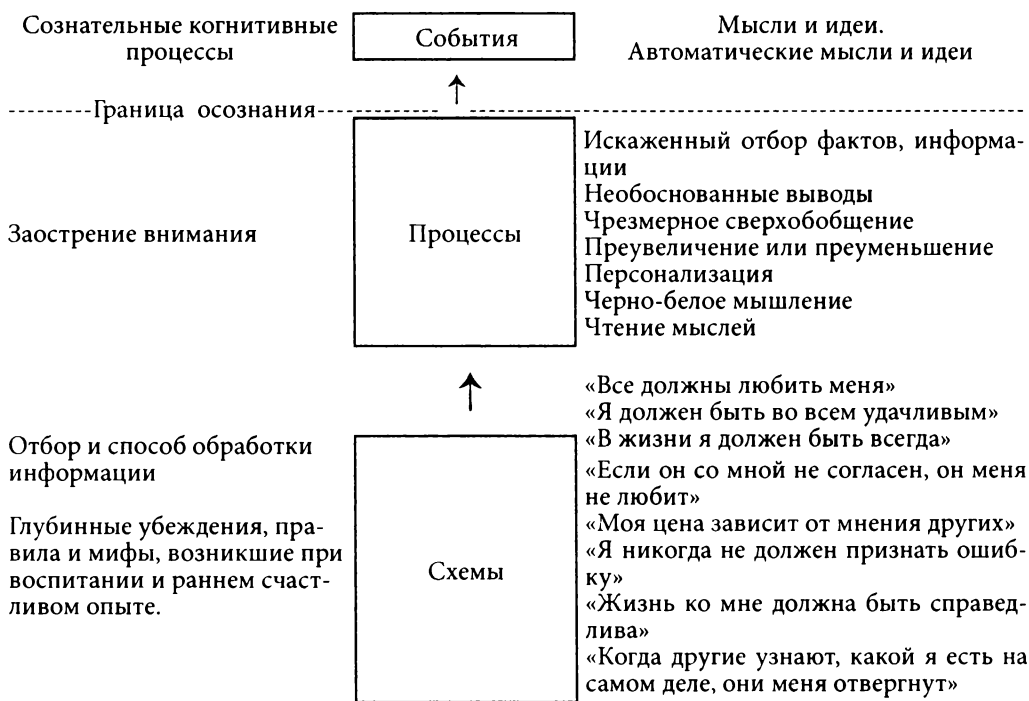 Сознательные когнитивные
процессы
События
Мысли и идеи.
Автоматические мысли и идеи
Граница осознания
Заострение внимания
Процессы
Искаженный отбор фактов, информа-
ции
Необоснованные выводы
Чрезмерное сверхобобщение
Преувеличение или преуменьшение
Персонализация
Черно-белое мышление
Чтение мыслей
Отбор и способ обработки
информации
Глубинные убеждения, пра-
вила и мифы, возникшие при
воспитании и раннем счаст-
ливом опыте.
Схемы
«Все должны любить меня»
«Я должен быть во всем удачливым»
«В жизни я должен быть всегда»
«Если он со мной не согласен, он меня
не любит»
«Моя цена зависит от мнения других»
«Я никогда не должен признать ошиб-
ку»
«Жизнь ко мне должна быть справед-
лива»
«Когда другие узнают, какой я есть на
самом деле, они меня отвергнут»